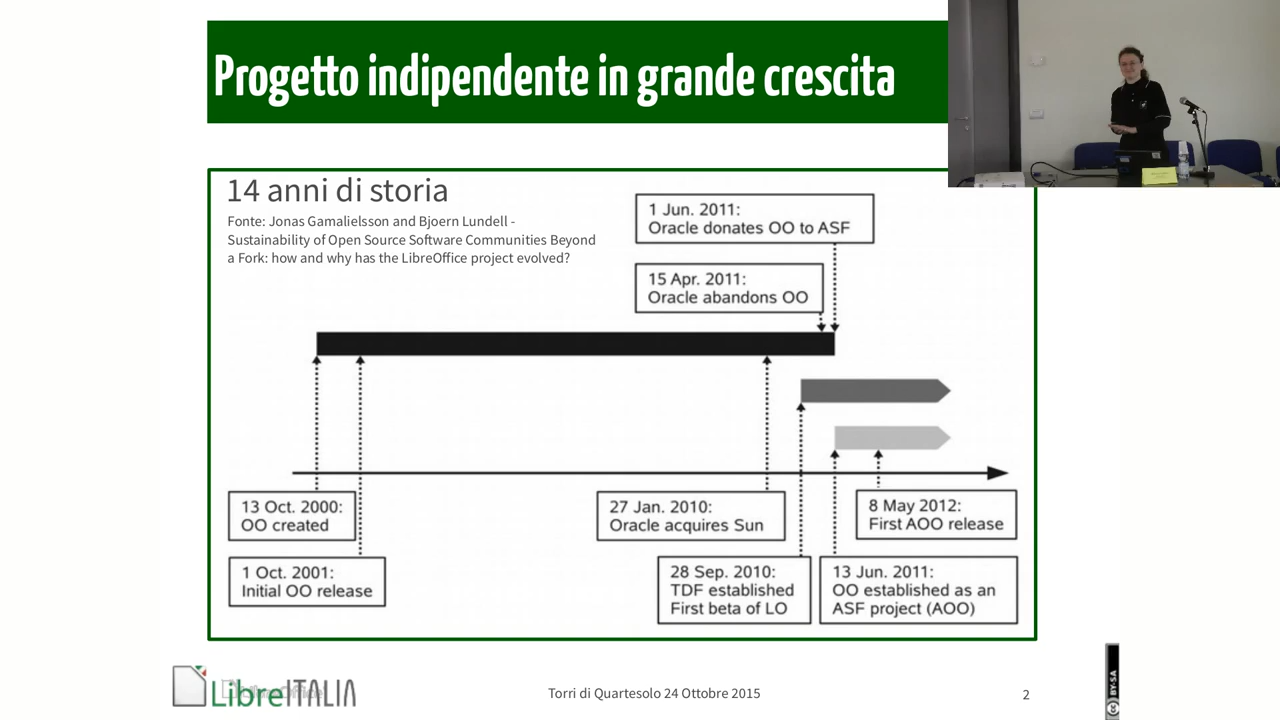 Progetto indipendente in grande crescita
14 anni di storia
Fonte: Jonas Gamalielsson and Bjoern Lundell -
Sustainability of Open Source Software Communities Beyond
a Fork: how and why has the LibreOffice project evolved?
1 Jun. 2011:
Oracle donates OO to ASF
15 Apr. 2011:
Oracle abandons OO
13 Oct. 2000:
OO created
27 Jan. 2010:
Oracle acquires Sun
8 May 2012:
First AOO release
1 Oct. 2001:
Initial OO release
28 Sep. 2010:
TDF established
First beta of LO
13 Jun. 2011:
OO established as an
ASF project (AOO)
LibreITALIA
Torri di Quartesolo 24 Ottobre 2015
2
BY-SA